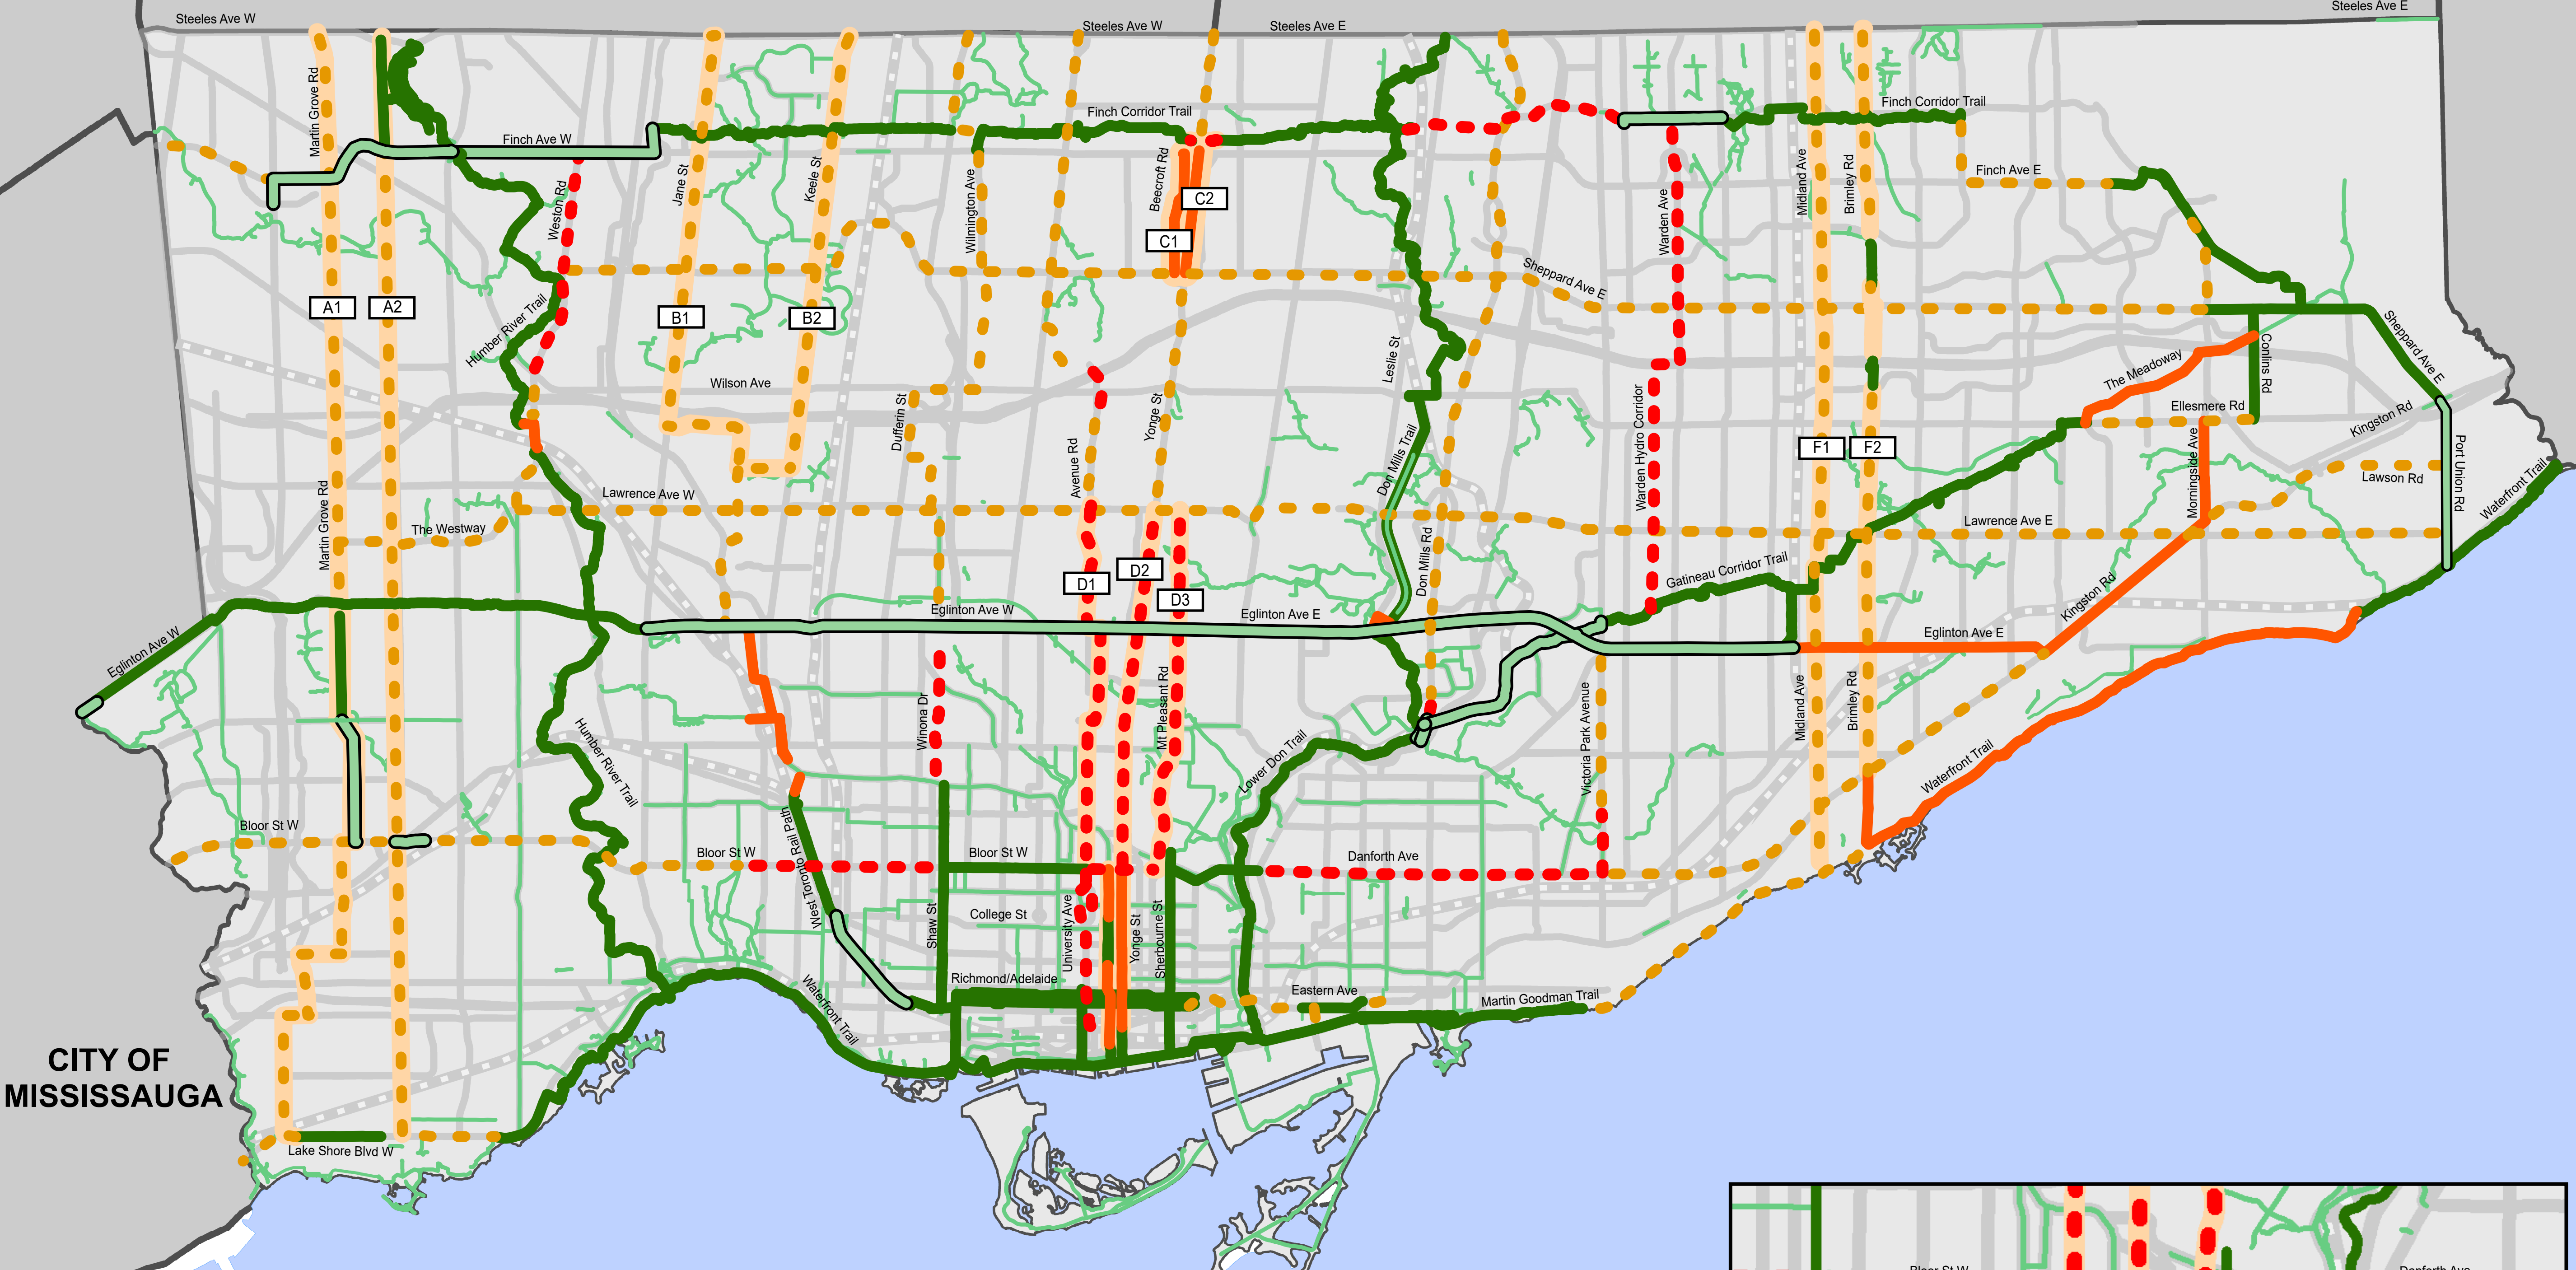 Steeles Ave W
Steeles Ave W
Steeles Ave E
Steeles Ave E
Martin Grove Rd
Finch Ave W
Finch Corridor Trail
Finch Corridor Trail
Weston Rd
Jane St
Keele St
Wilmington Ave
Beecroft Rd
C2
C1
Warden Ave
Midland Ave
Brimley Rd
Finch Ave E
Sheppard Ave E
A1
A2
B1
B2
Humber River Trail
Leslie St
Sheppard Ave E
Conlins Rd
The Meadoway
Wilson Ave
Dufferin St
Yonge St
Avenue Rd
Don Mills Trail
Warden Hydro Corridor
F1
F2
Ellesmere Rd
Kingston Rd
Morningside Ave
Port Union Rd
Lawson Rd
Waterfront Trail
Martin Grove Rd
The Westway
Lawrence Ave W
Lawrence Ave E
Don Mills Rd
Gatineau Corridor Trail
D1
D2
D3
Eglinton Ave W
Eglinton Ave W
Eglinton Ave E
Eglinton Ave E
Kingston Rd
Humber River Trail
Winona Dr
Mt Pleasant Rd
Lower Don Trail
Victoria Park Avenue
Midland Ave
Brimley Rd
Waterfront Trail
Bloor St W
Bloor St W
Bloor St W
Danforth Ave
West Toronto Rail Path
Shaw St
College St
University Ave
Yonge St
Sherbourne St
Richmond/Adelaide
Eastern Ave
Martin Goodman Trail
Waterfront Trail
CITY OF
MISSISSAUGA
Lake Shore Blvd W
Bloor St W
Danforth Ave